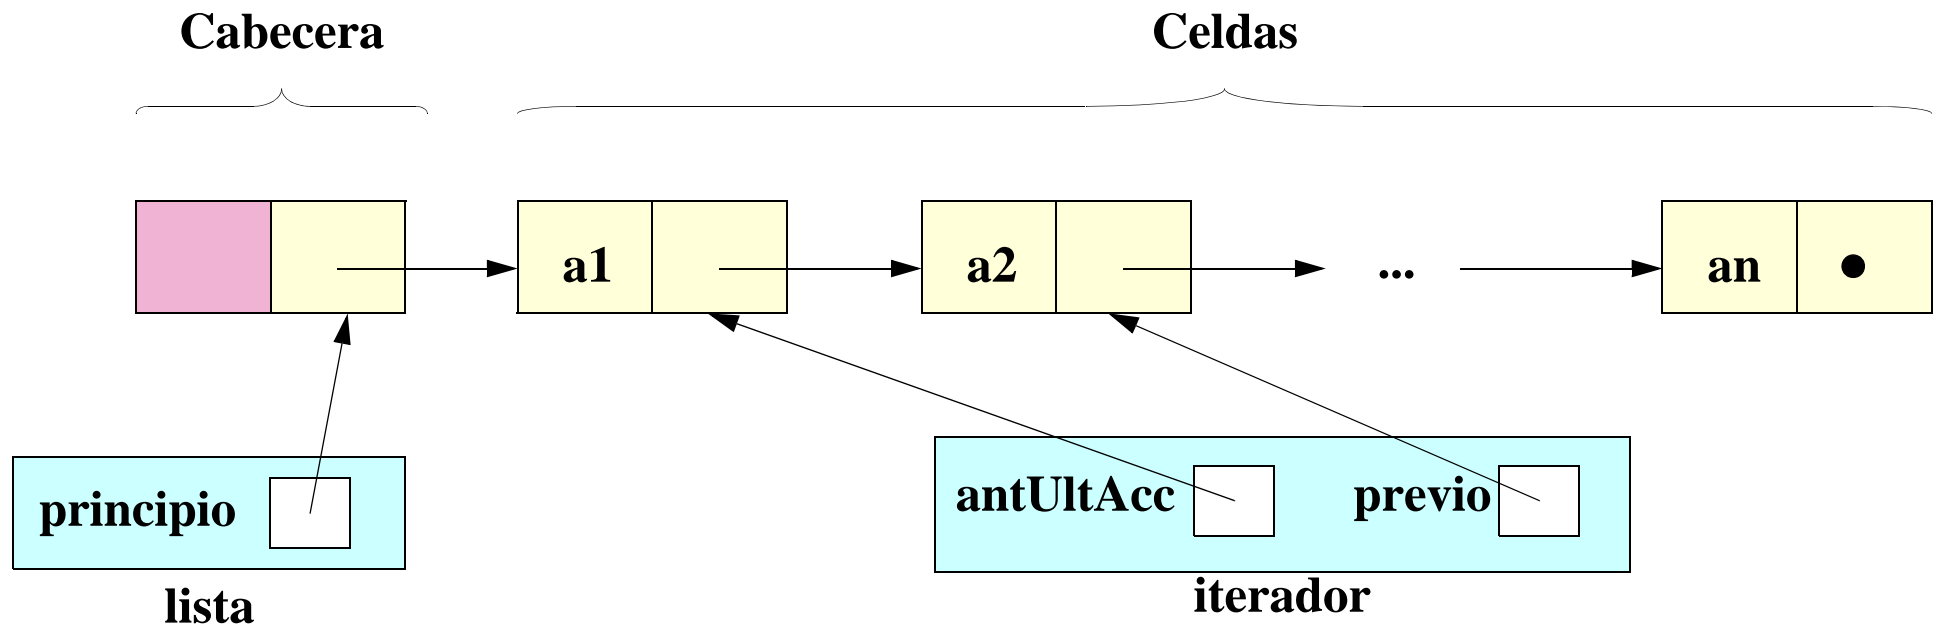 Cabecera
Celdas
a1
a2
...
an
principio
antUltAcc
previo
lista
iterador